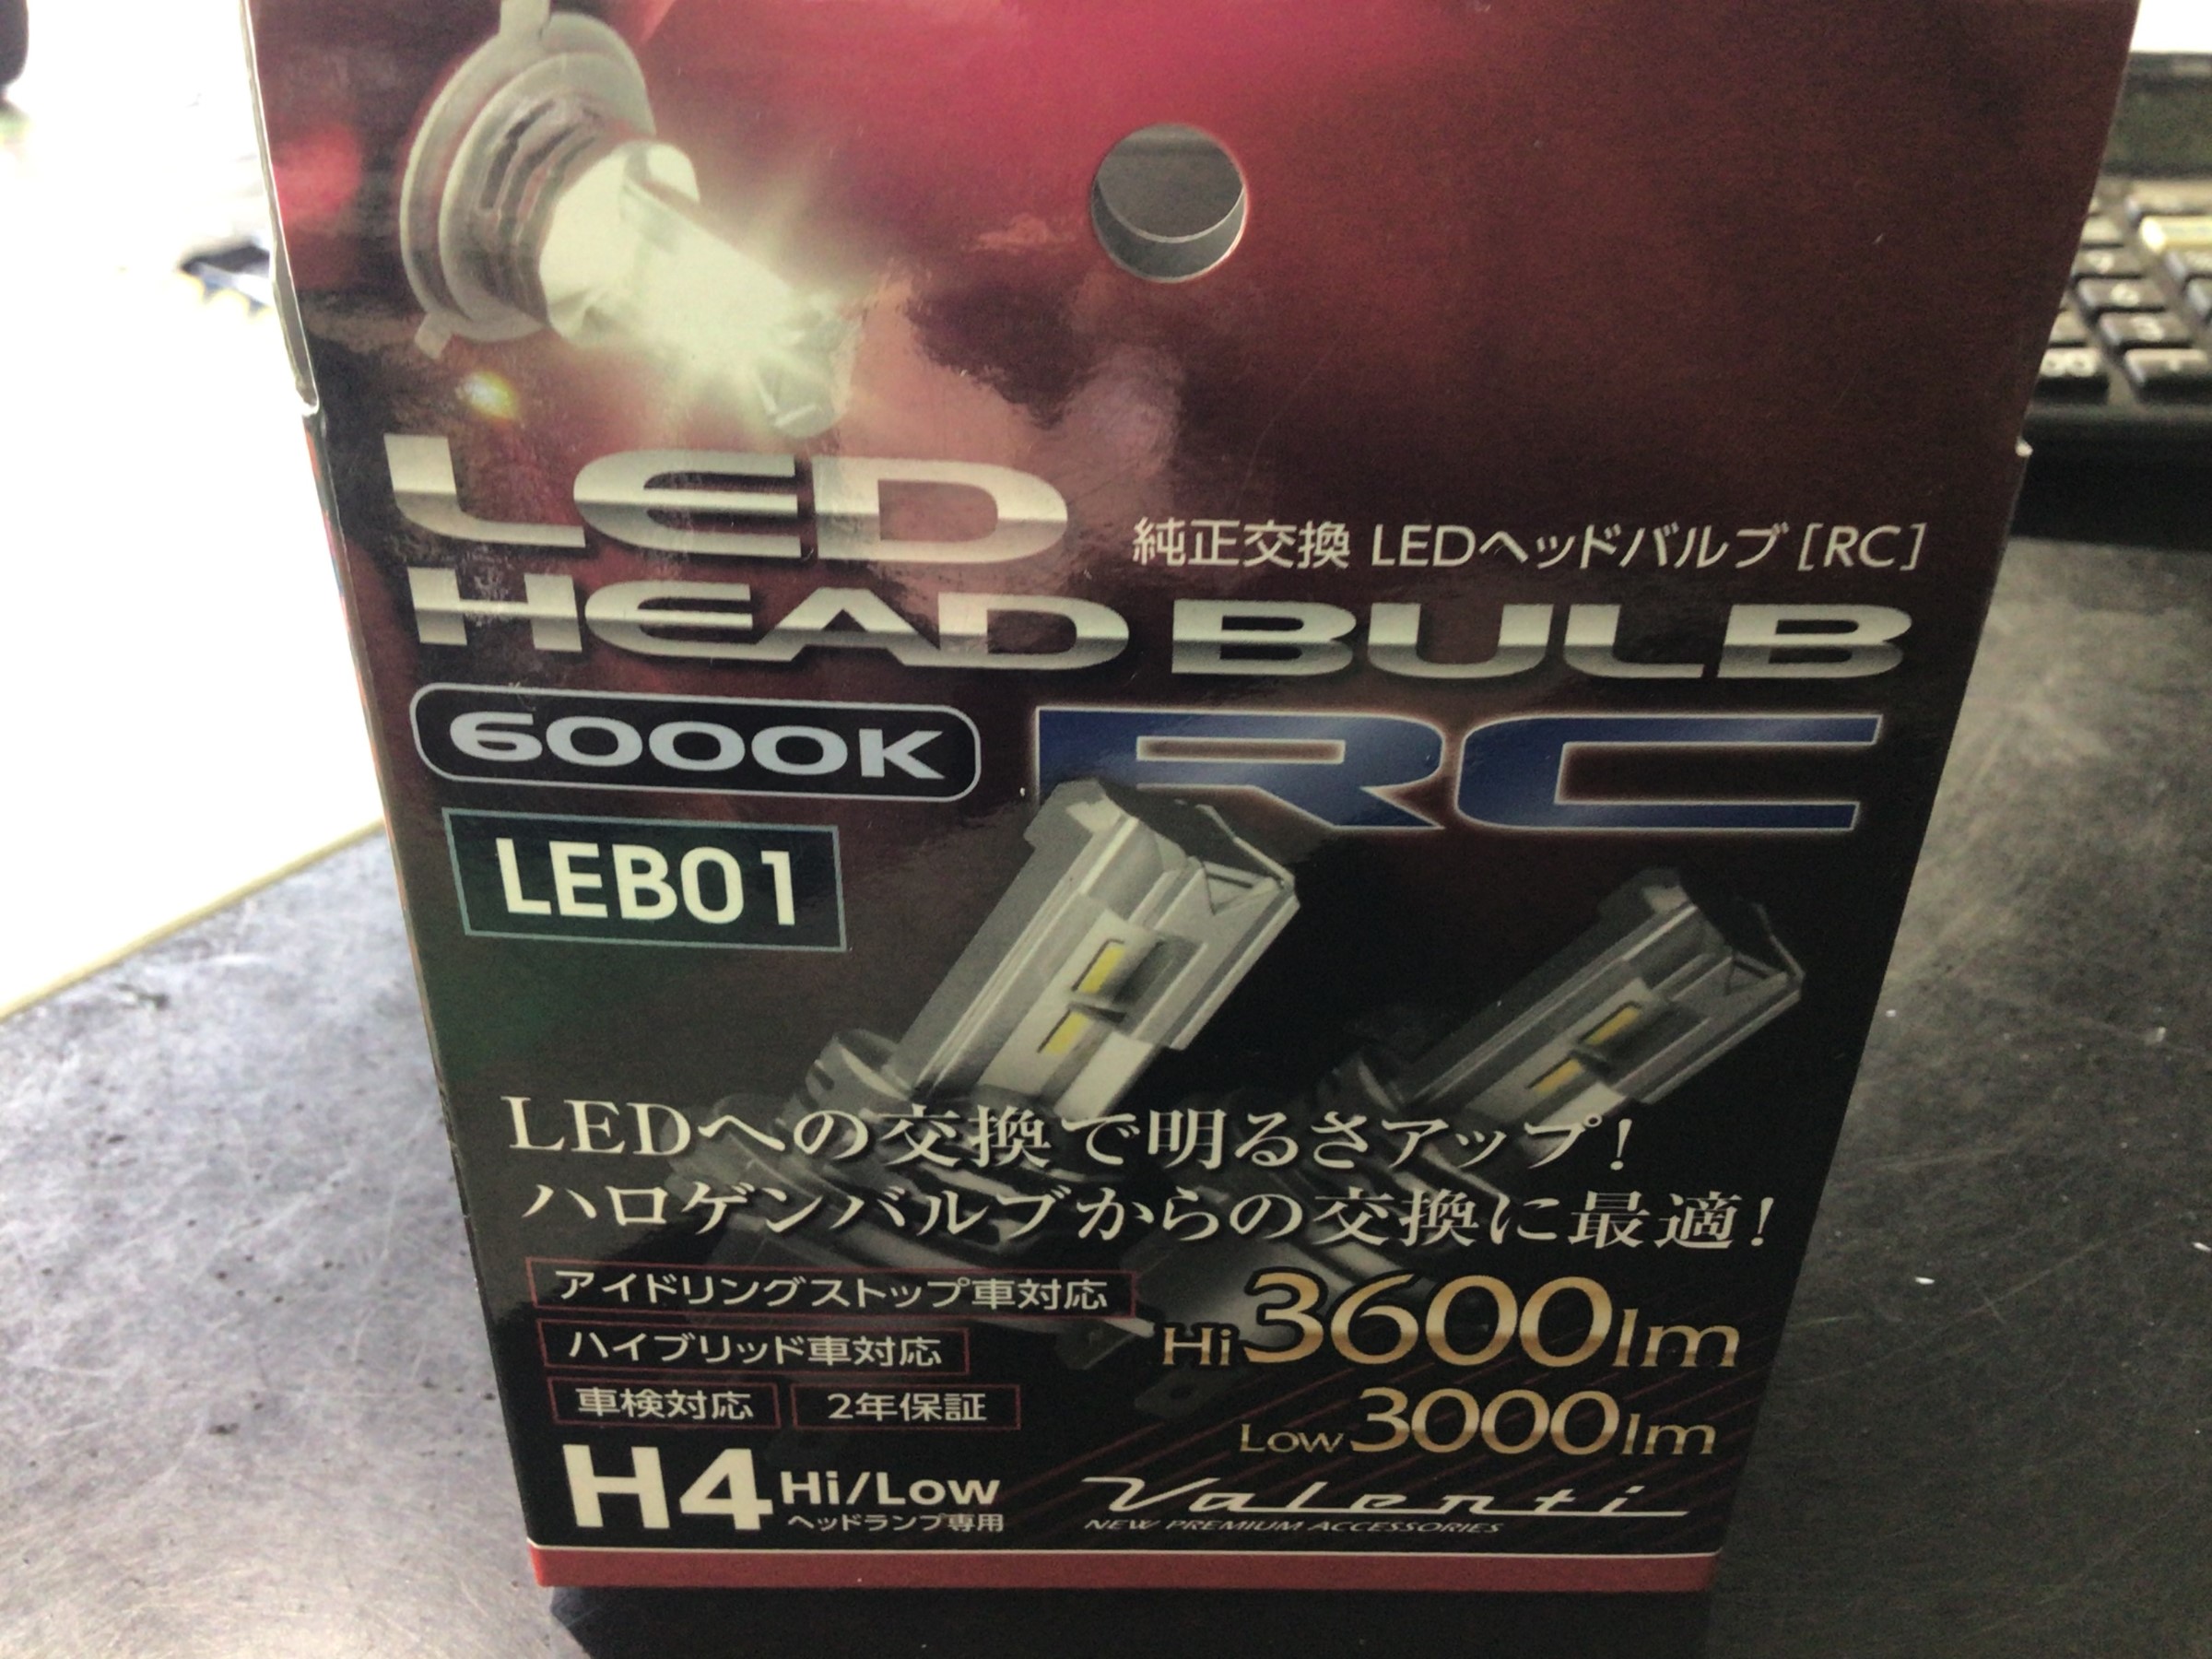 純正交換 LEDヘッドバルブ[RC]
LED
HEAD BULB
6000K
RC
LEB01
LEDへの交換で明るさアップ!
ハロゲンバルブからの交換に最適!
アイドリングストップ車対応
ハイブリッド車対応
車検対応 2年保証
Hi 3600lm
Low 3000lm
H4 Hi/Low
ヘッドランプ専用
Valenti
NEW PREMIUM ACCESSORIES